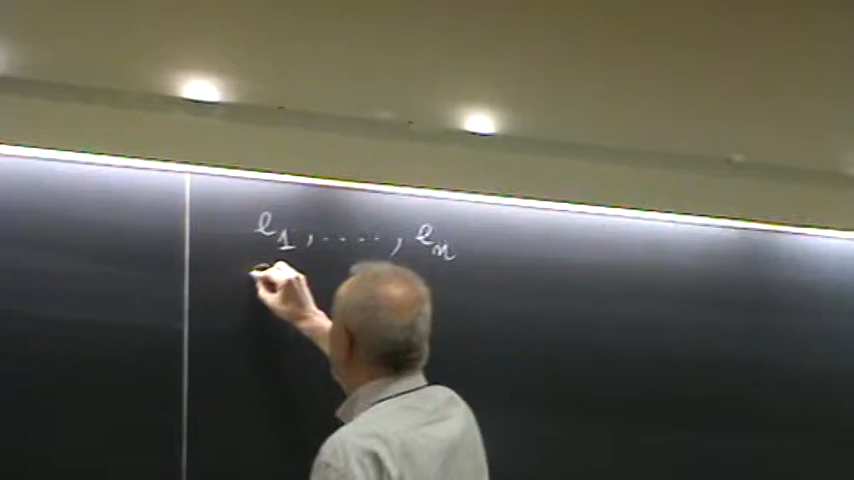 e₁, ...., eₙ